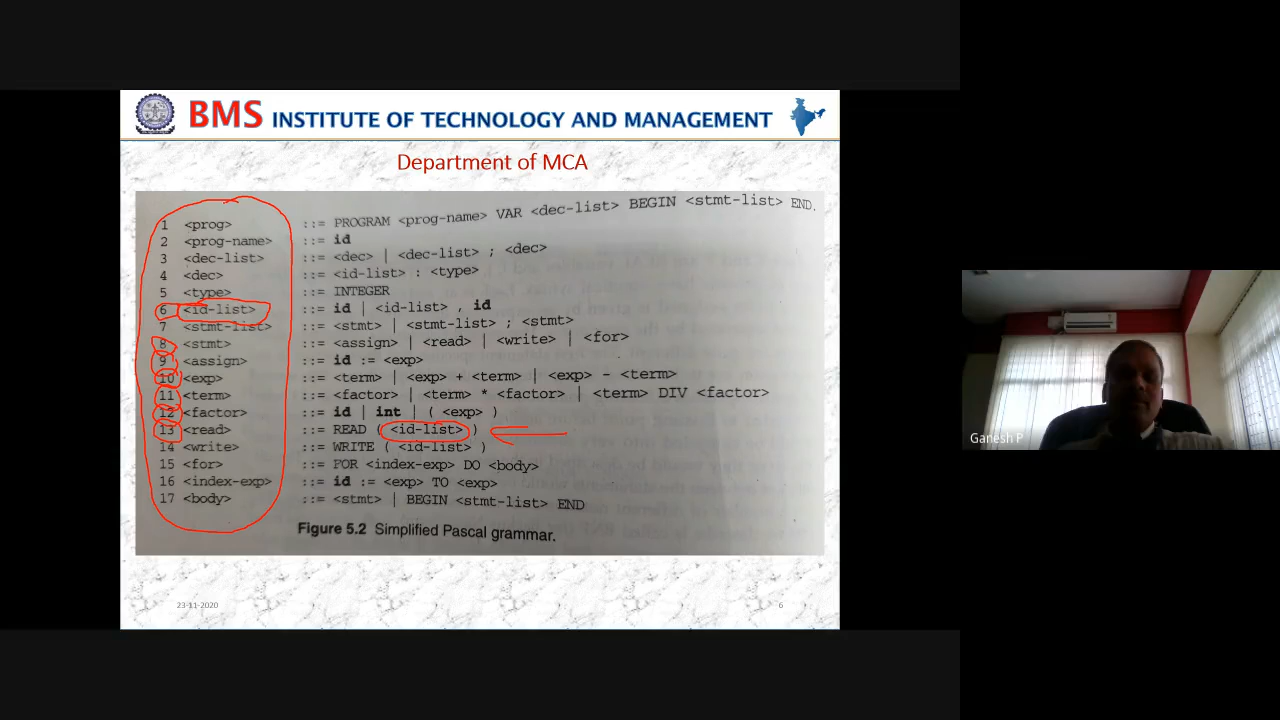 BMS INSTITUTE OF TECHNOLOGY AND MANAGEMENT
Department of MCA
1 <prog> ::= PROGRAM <prog-name> VAR <dec-list> BEGIN <stmt-list> END.
2 <prog-name> ::= id
3 <dec-list> ::= <dec> | <dec-list> ; <dec>
4 <dec> ::= <id-list> : <type>
5 <type> ::= INTEGER
6 <id-list> ::= id | <id-list> , id
7 <stmt-list> ::= <stmt> | <stmt-list> ; <stmt>
8 <stmt> ::= <assign> | <read> | <write> | <for>
9 <assign> ::= id := <exp>
10 <exp> ::= <term> | <exp> + <term> | <exp> - <term>
11 <term> ::= <factor> | <term> * <factor> | <term> DIV <factor>
12 <factor> ::= id | int | ( <exp> )
13 <read> ::= READ ( <id-list> )
14 <write> ::= WRITE ( <id-list> )
15 <for> ::= FOR <index-exp> DO <body>
16 <index-exp> ::= id := <exp> TO <exp>
17 <body> ::= <stmt> | BEGIN <stmt-list> END
Figure 5.2 Simplified Pascal grammar.
23-11-2020 6
Ganesh P